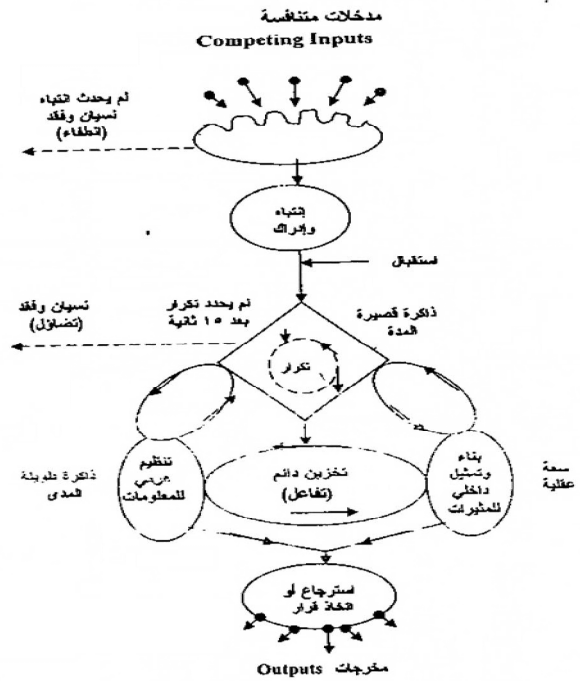 مدخلات متنافسة
Competing Inputs
لم يحدث انتباه
نسيان وفقد
(انطفاء)
إنتباه
وإدراك
استقبال
ذاكرة قصيرة
المدة
لم يحدد تكرار
بعد ١٥ ثانية
نسيان وفقد
(تضاؤل)
تكرار
سعة
عقلية
بناء
وتمثيل
داخلي
للمثيرات
تخزين دائم
(تفاعل)
تنظيم
للمعلومات
ذاكرة طويلة
المدى
استرجاع أو
اتخاذ قرار
مخرجات Outputs